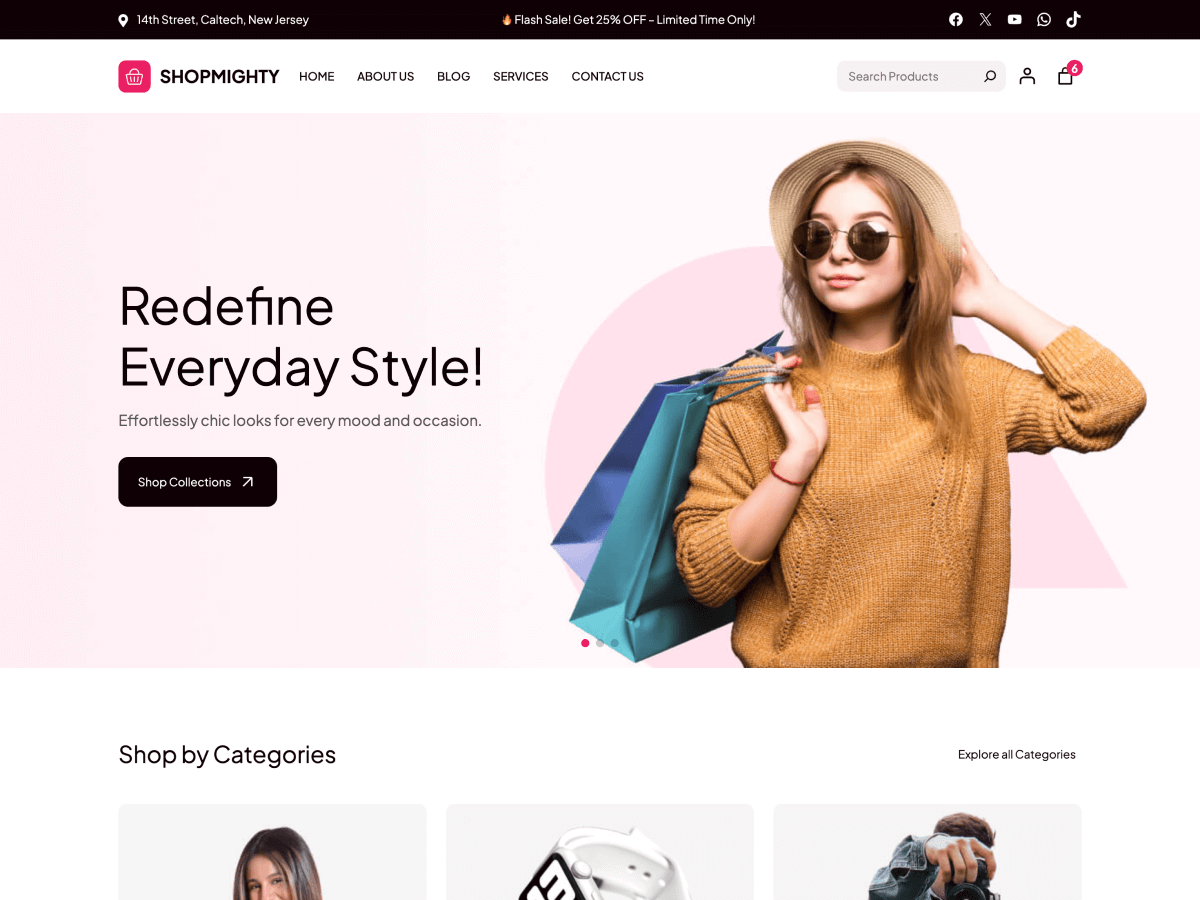 14th Street, Caltech, New Jersey
🔥Flash Sale! Get 25% OFF – Limited Time Only!
SHOPMIGHTY
HOME
ABOUT US
BLOG
SERVICES
CONTACT US
Search Products
6
Redefine
Everyday Style!
Effortlessly chic looks for every mood and occasion.
Shop Collections
Shop by Categories
Explore all Categories